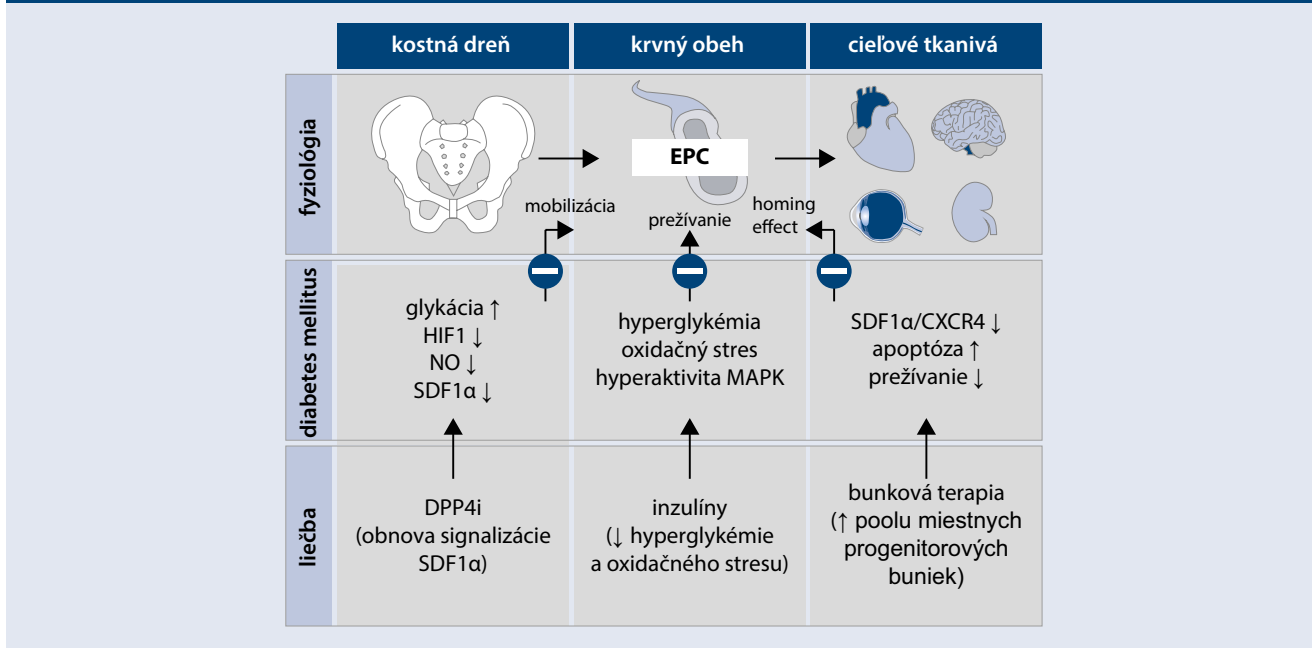 kostná dreň
krvný obeh
cieľové tkanivá
fyziológia
EPC
mobilizácia
prežívanie
homing
effect
diabetes mellitus
glykácia ↑
HIF1 ↓
NO ↓
SDF1α ↓
hyperglykémia
oxidačný stres
hyperaktivita MAPK
SDF1α/CXCR4 ↓
apoptóza ↑
prežívanie ↓
liečba
DPP4i
(obnova signalizácie
SDF1α)
inzulíny
(↓ hyperglykémie
a oxidačného stresu)
bunková terapia
(↑ poolu miestnych
progenitorových
buniek)